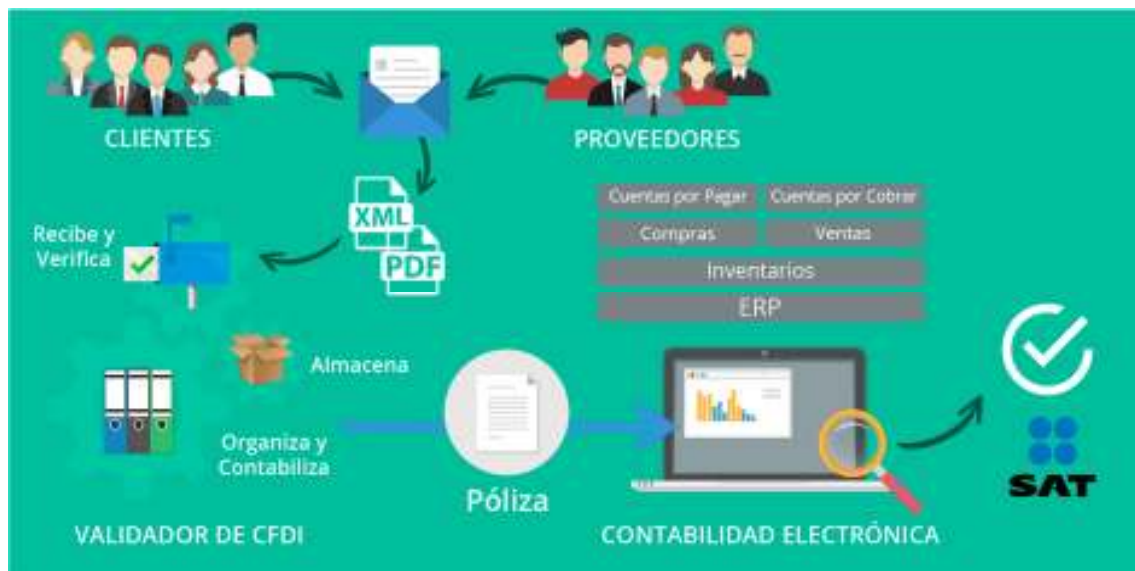 CLIENTES
PROVEEDORES
XML
PDF
Recibe y
Verifica
Cuentas por Pagar
Cuentas por Cobrar
Compras
Ventas
Inventarios
ERP
Almacena
Organiza y
Contabiliza
Póliza
SAT
VALIDADOR DE CFDI
CONTABILIDAD ELECTRÓNICA